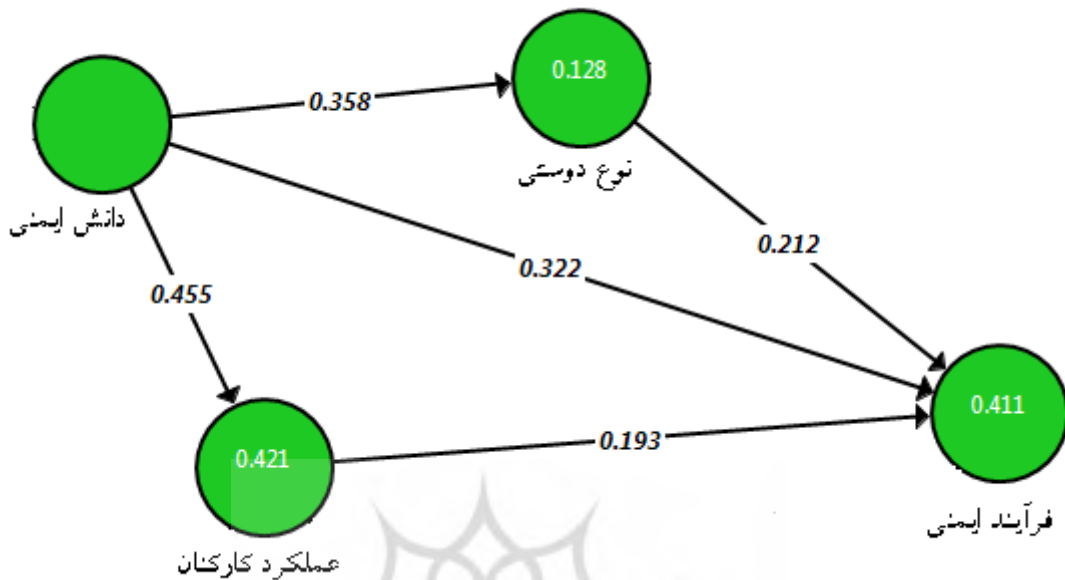 0.128
0.358
نوع دوستی
دانش ایمنی
0.212
0.322
0.455
0.411
0.193
0.421
فرآیند ایمنی
عملکرد کارکنان